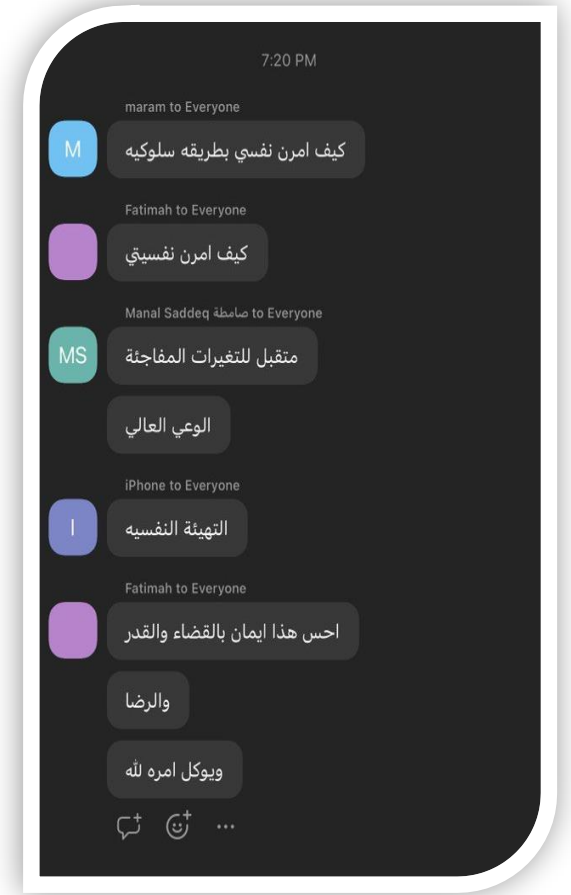 7:20 PM
maram to Everyone
M
كيف امرن نفسي بطريقه سلوكيه
Fatimah to Everyone
كيف امرن نفسيتي
Manal Saddeq صامطة to Everyone
MS
متقبل للتغيرات المفاجئة
الوعي العالي
iPhone to Everyone
I
التهيئة النفسيه
Fatimah to Everyone
احس هذا ايمان بالقضاء والقدر
والرضا
ويوكل امره لله